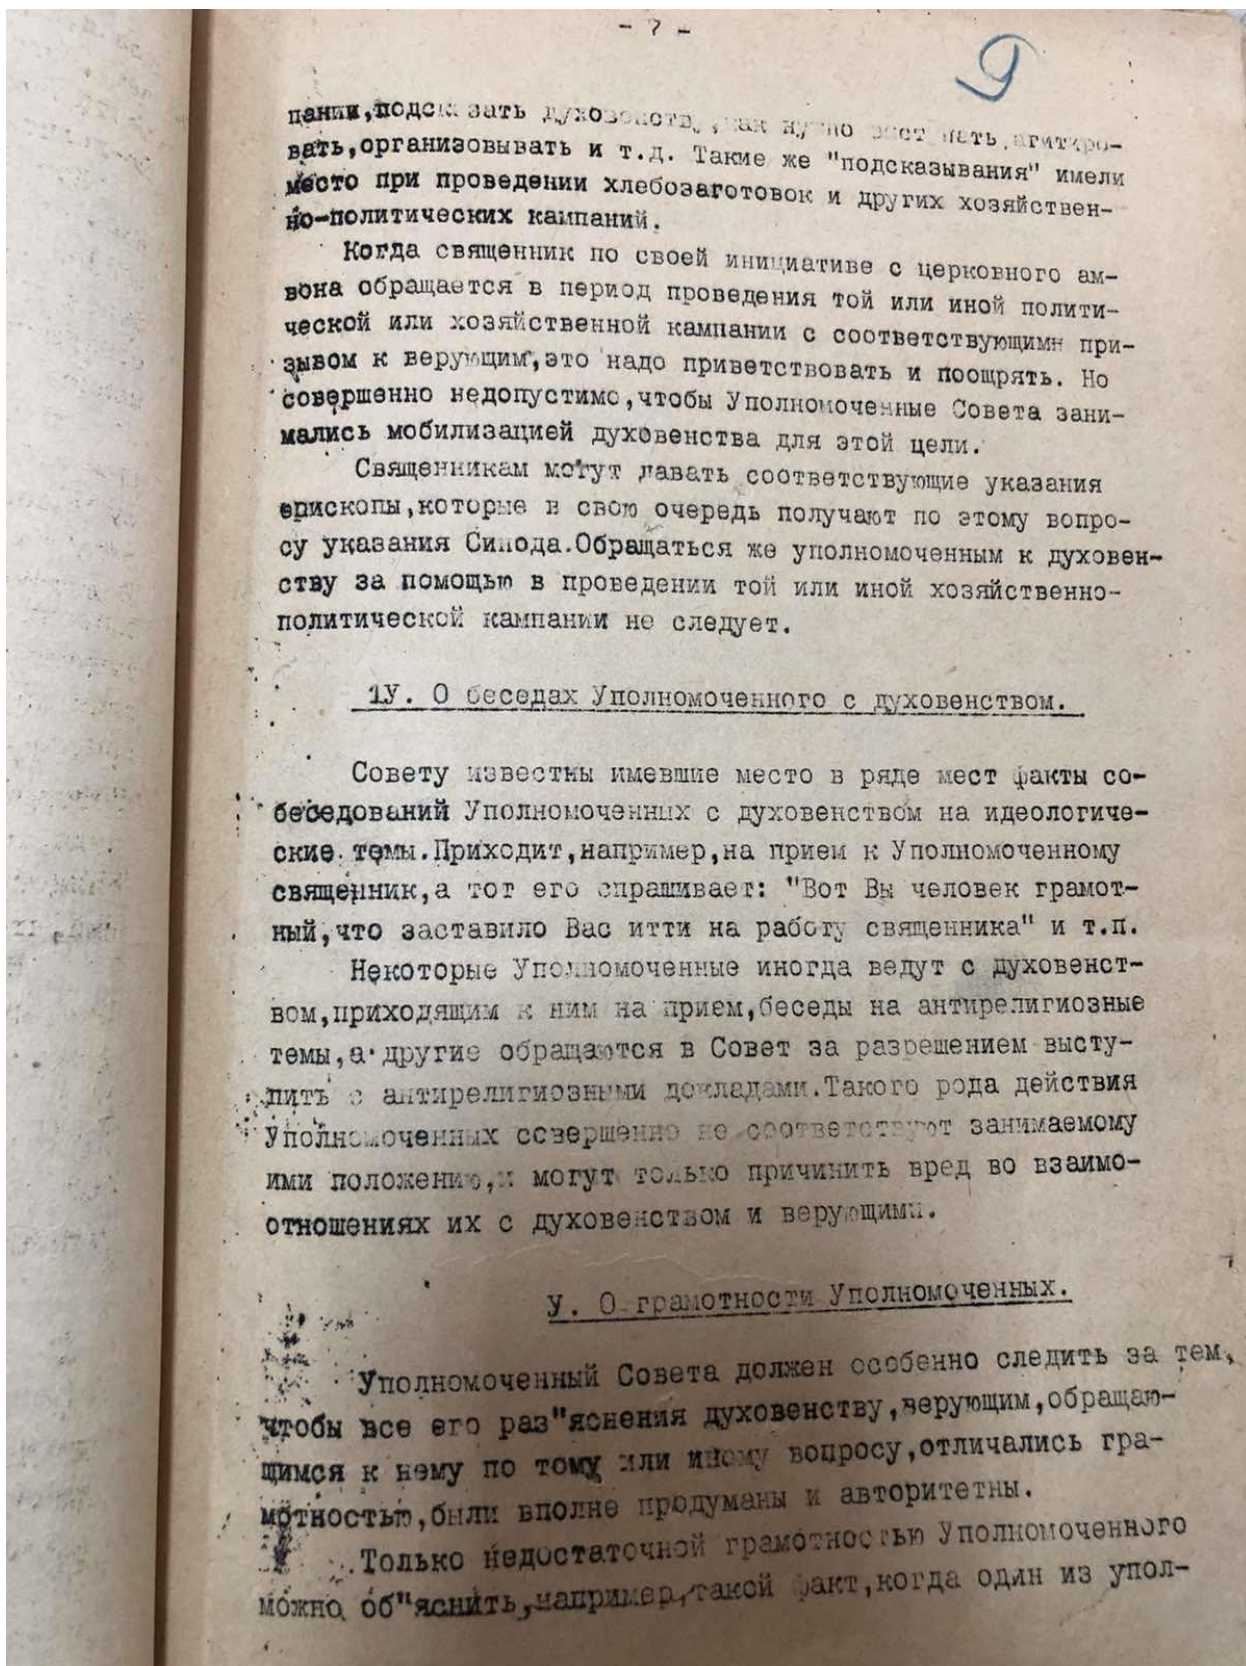 - 7 -
9
пании,подсказать духовенству,как нужно выступать,агитиро-
вать,организовывать и т.д. Такие же "подсказывания" имели
место при проведении хлебозаготовок и других хозяйствен-
но-политических кампаний.
Когда священник по своей инициативе с церковного ам-
вона обращается в период проведения той или иной полити-
ческой или хозяйственной кампании с соответствующими при-
зывом к верующим,это надо приветствовать и поощрять. Но
совершенно недопустимо,чтобы Уполномоченные Совета зани-
мались мобилизацией духовенства для этой цели.
Священникам могут давать соответствующие указания
епископы,которые в свою очередь получают по этому вопро-
су указания Синода.Обращаться же уполномоченным к духовен-
ству за помощью в проведении той или иной хозяйственно-
политической кампании не следует.
1У. О беседах Уполномоченного с духовенством.
Совету известны имевшие место в ряде мест факты со-
беседований Уполномоченных с духовенством на идеологиче-
ские темы.Приходит,например,на прием к Уполномоченному
священник,а тот его спрашивает: "Вот Вы человек грамот-
ный,что заставило Вас итти на работу священника" и т.п.
Некоторые Уполномоченные иногда ведут с духовенст-
вом,приходящим к ним на прием,беседы на антирелигиозные
темы,а другие обращаются в Совет за разрешением высту-
пить с антирелигиозными докладами.Такого рода действия
Уполномоченных совершенно не соответствуют занимаемому
ими положению,и могут только причинить вред во взаимо-
отношениях их с духовенством и верующими.
У. О грамотности Уполномоченных.
Уполномоченный Совета должен особенно следить за тем,
чтобы все его раз"яснения духовенству,верующим,обращаю-
щимся к нему по тому или иному вопросу,отличались гра-
мотностью,были вполне продуманы и авторитетны.
Только недостаточной грамотностью Уполномоченного
можно об"яснить,например,такой факт,когда один из упол-